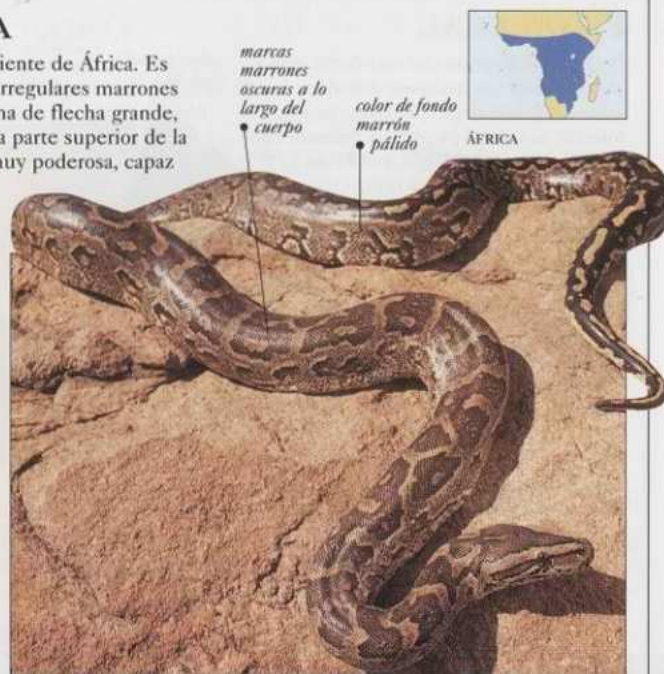 A
iente de África. Es
rregulares marrones
na de flecha grande,
a parte superior de la
nuy poderosa, capaz
marcas
marrones
oscuras a lo
largo del
cuerpo
color de fondo
marrón
pálido
ÁFRICA